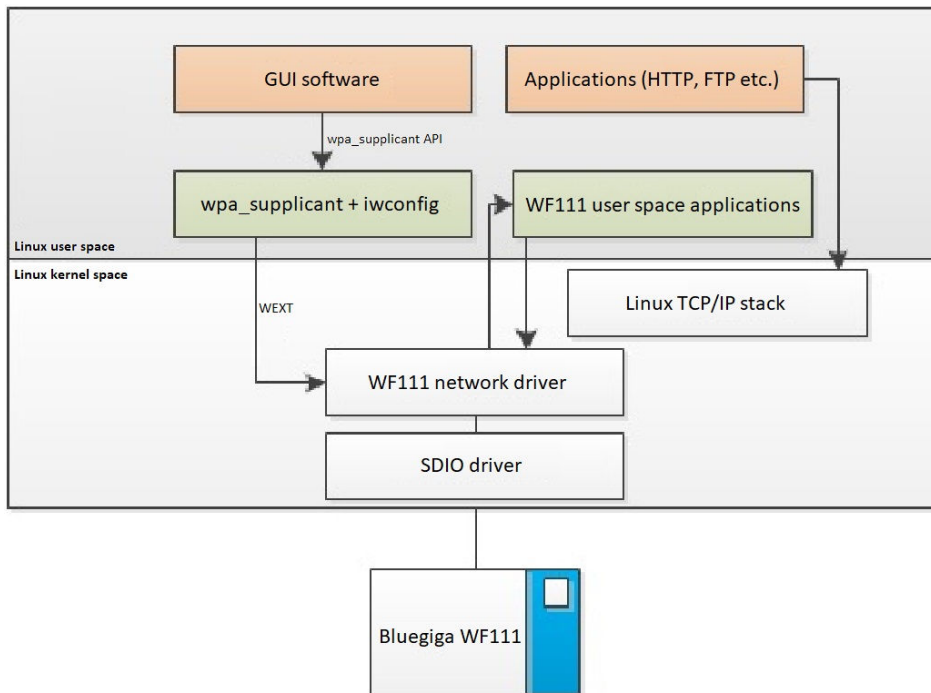 GUI software
Applications (HTTP, FTP etc.)
wpa_supplicant API
wpa_supplicant + iwconfig
WF111 user space applications
Linux user space
Linux kernel space
WEXT
Linux TCP/IP stack
WF111 network driver
SDIO driver
Bluegiga WF111